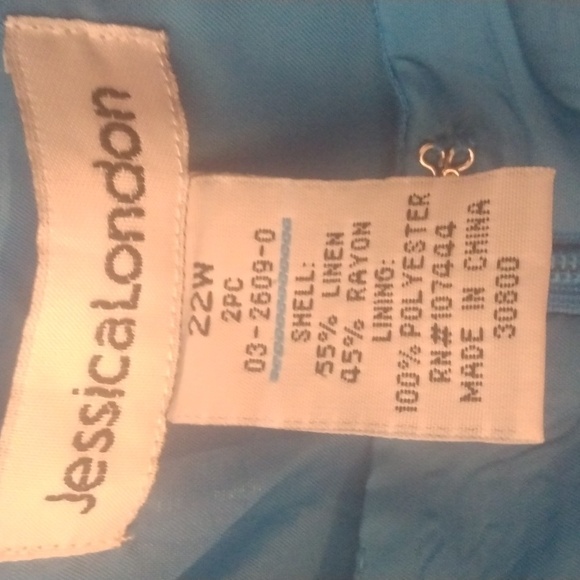 JessicaLondon
22W
2PC
03-2609-0
SHELL:
55% LINEN
45% RAYON
LINING:
100% POLYESTER
RN#107444
MADE IN CHINA
30800